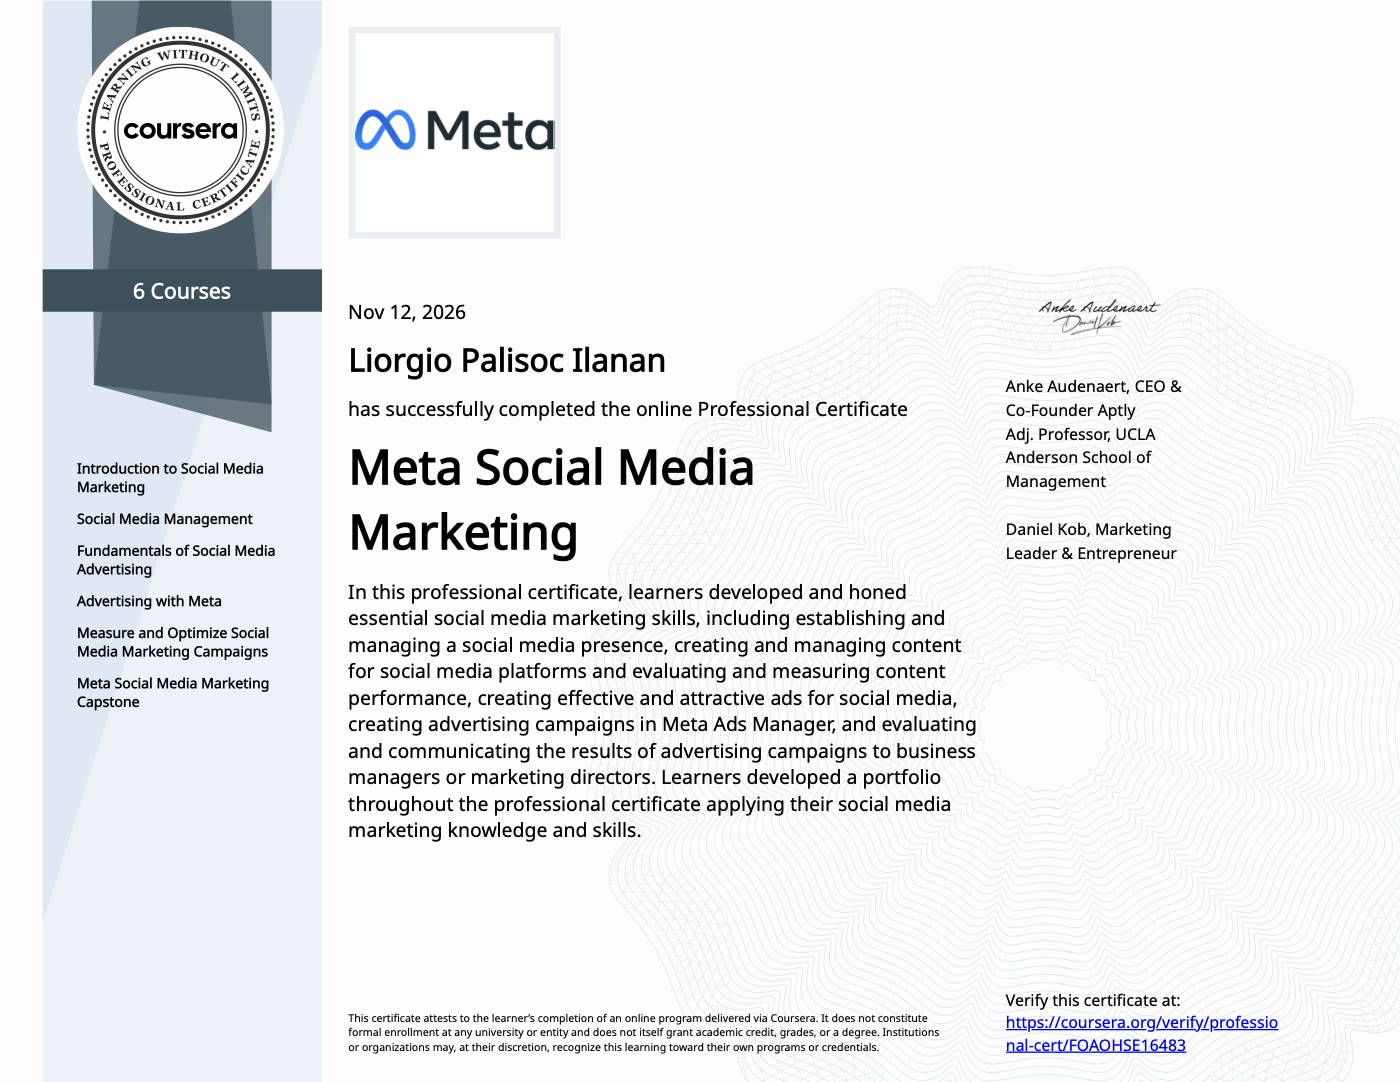 LEARNING WITHOUT LIMITS
coursera
PROFESSIONAL CERTIFICATE
6 Courses
Introduction to Social Media
Marketing
Social Media Management
Fundamentals of Social Media
Advertising
Advertising with Meta
Measure and Optimize Social
Media Marketing Campaigns
Meta Social Media Marketing
Capstone
Meta
Nov 12, 2026
Liorgio Palisoc Ilanan
has successfully completed the online Professional Certificate
Meta Social Media
Marketing
In this professional certificate, learners developed and honed
essential social media marketing skills, including establishing and
managing a social media presence, creating and managing content
for social media platforms and evaluating and measuring content
performance, creating effective and attractive ads for social media,
creating advertising campaigns in Meta Ads Manager, and evaluating
and communicating the results of advertising campaigns to business
managers or marketing directors. Learners developed a portfolio
throughout the professional certificate applying their social media
marketing knowledge and skills.
This certificate attests to the learner’s completion of an online program delivered via Coursera. It does not constitute
formal enrollment at any university or entity and does not itself grant academic credit, grades, or a degree. Institutions
or organizations may, at their discretion, recognize this learning toward their own programs or credentials.
Anke Audenaert
Daniel Kob
Anke Audenaert, CEO &
Co-Founder Aptly
Adj. Professor, UCLA
Anderson School of
Management
Daniel Kob, Marketing
Leader & Entrepreneur
Verify this certificate at:
https://coursera.org/verify/professio
nal-cert/FOAOHSE16483